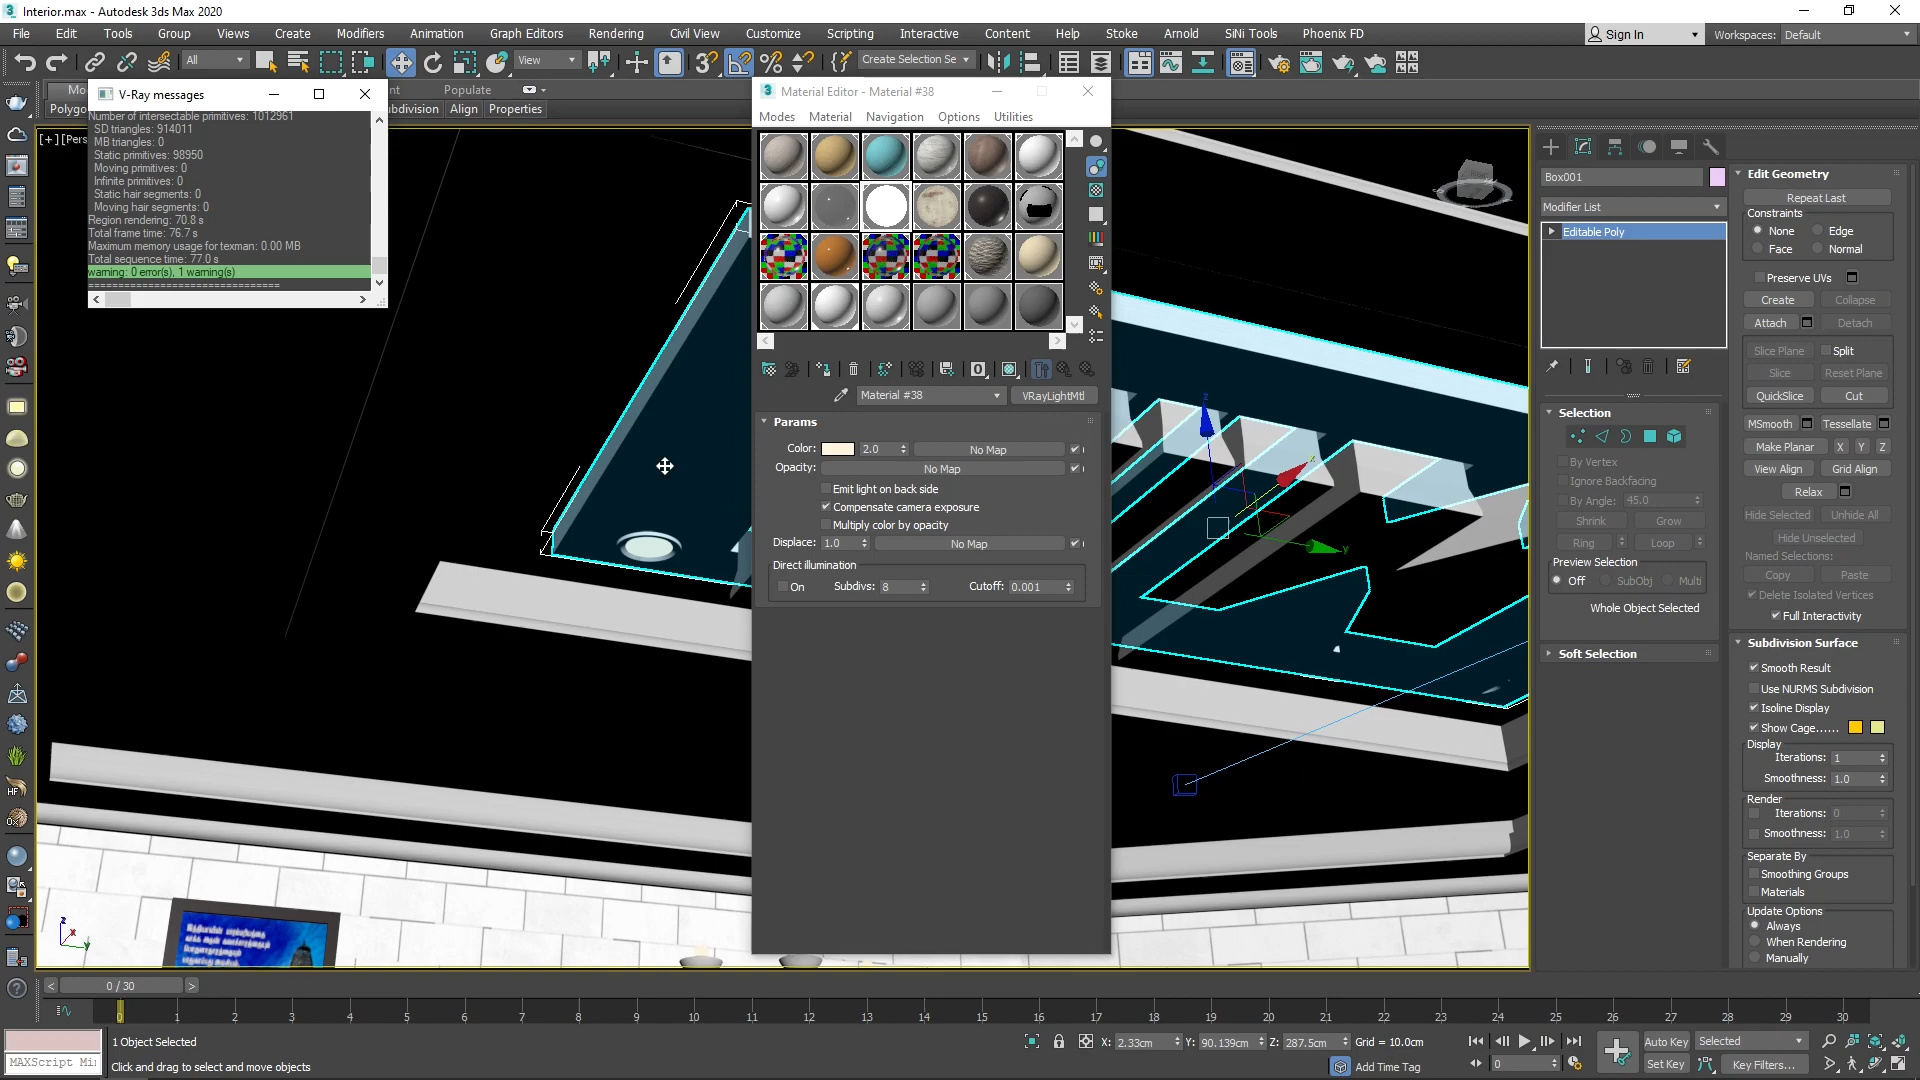 Interior.max - Autodesk 3ds Max 2020
File Edit Tools Group Views Create Modifiers Animation Graph Editors Rendering Civil View Customize Scripting Interactive Content Help Stoke Arnold SiNi Tools Phoenix FD
Sign In Workspaces: Default
All View Create Selection Se
Populate
Polygo bdivision Align Properties
V-Ray messages
Number of intersectable primitives: 1012961
SD triangles: 914011
MB triangles: 0
Static primitives: 98950
Moving primitives: 0
Infinite primitives: 0
Static hair segments: 0
Moving hair segments: 0
Region rendering: 70.8 s
Total frame time: 76.7 s
Maximum memory usage for texman: 0.00 MB
Total sequence time: 77.0 s
warning: 0 error(s), 1 warning(s)
==============================
[+][Pers
Material Editor - Material #38
Modes Material Navigation Options Utilities
Material #38 VRayLightMtl
Params
Color: 2.0 No Map
Opacity: No Map
Emit light on back side
Compensate camera exposure
Multiply color by opacity
Displace: 1.0 No Map
Direct illumination
On Subdivs: 8 Cutoff: 0.001
Box001
Modifier List
Editable Poly
Selection
By Vertex
Ignore Backfacing
By Angle: 45.0
Shrink Grow
Ring Loop
Preview Selection
Off SubObj Multi
Whole Object Selected
Soft Selection
Edit Geometry
Repeat Last
Constraints
None Edge
Face Normal
Preserve UVs
Create Collapse
Attach Detach
Slice Plane Split
Slice Reset Plane
QuickSlice Cut
MSmooth Tessellate
Make Planar X Y Z
View Align Grid Align
Relax
Hide Selected Unhide All
Hide Unselected
Named Selections:
Copy Paste
Delete Isolated Vertices
Full Interactivity
Subdivision Surface
Smooth Result
Use NURMS Subdivision
Isoline Display
Show Cage......
Display
Iterations: 1
Smoothness: 1.0
Render
Iterations: 0
Smoothness: 1.0
Separate By
Smoothing Groups
Materials
Update Options
Always
When Rendering
Manually
z x y
0 / 30
0 1 2 3 4 5 6 7 8 9 10 11 12 13 14 15 16 17 18 19 20 21 22 23 24 25 26 27 28 29 30
1 Object Selected
X: 2.33cm Y: 90.139cm Z: 287.5cm Grid = 10.0cm
Auto Key Selected
MAXScript Mi
Click and drag to select and move objects
Add Time Tag
0
Set Key Key Filters...